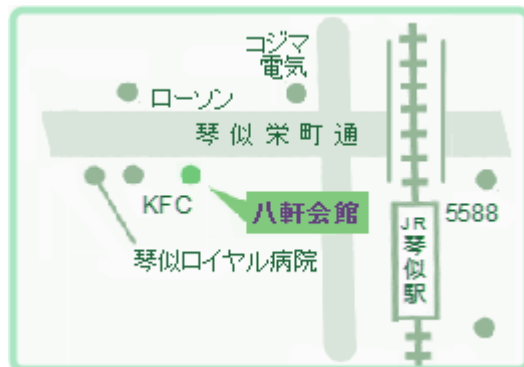 コジマ
電気
ローソン
琴似栄町通
KFC
八軒会館
5588
JR
琴似駅
琴似ロイヤル病院